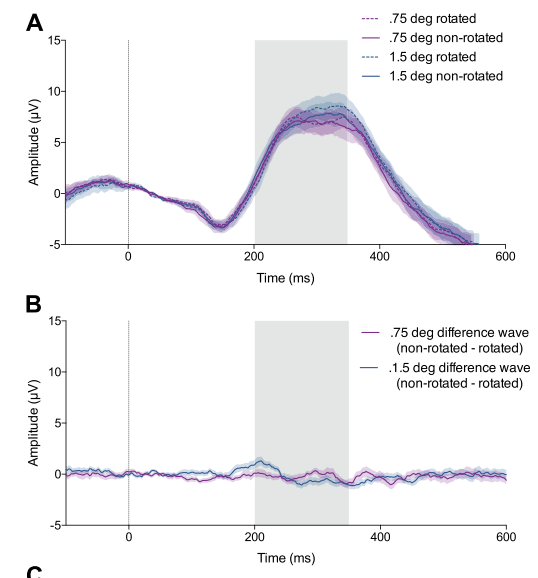 A
.75 deg rotated
.75 deg non-rotated
1.5 deg rotated
1.5 deg non-rotated
15
10
5
0
-5
Amplitude (µV)
0
200
400
600
Time (ms)
B
.75 deg difference wave
(non-rotated - rotated)
.1.5 deg difference wave
(non-rotated - rotated)
15
10
5
0
-5
Amplitude (µV)
0
200
400
600
Time (ms)
C